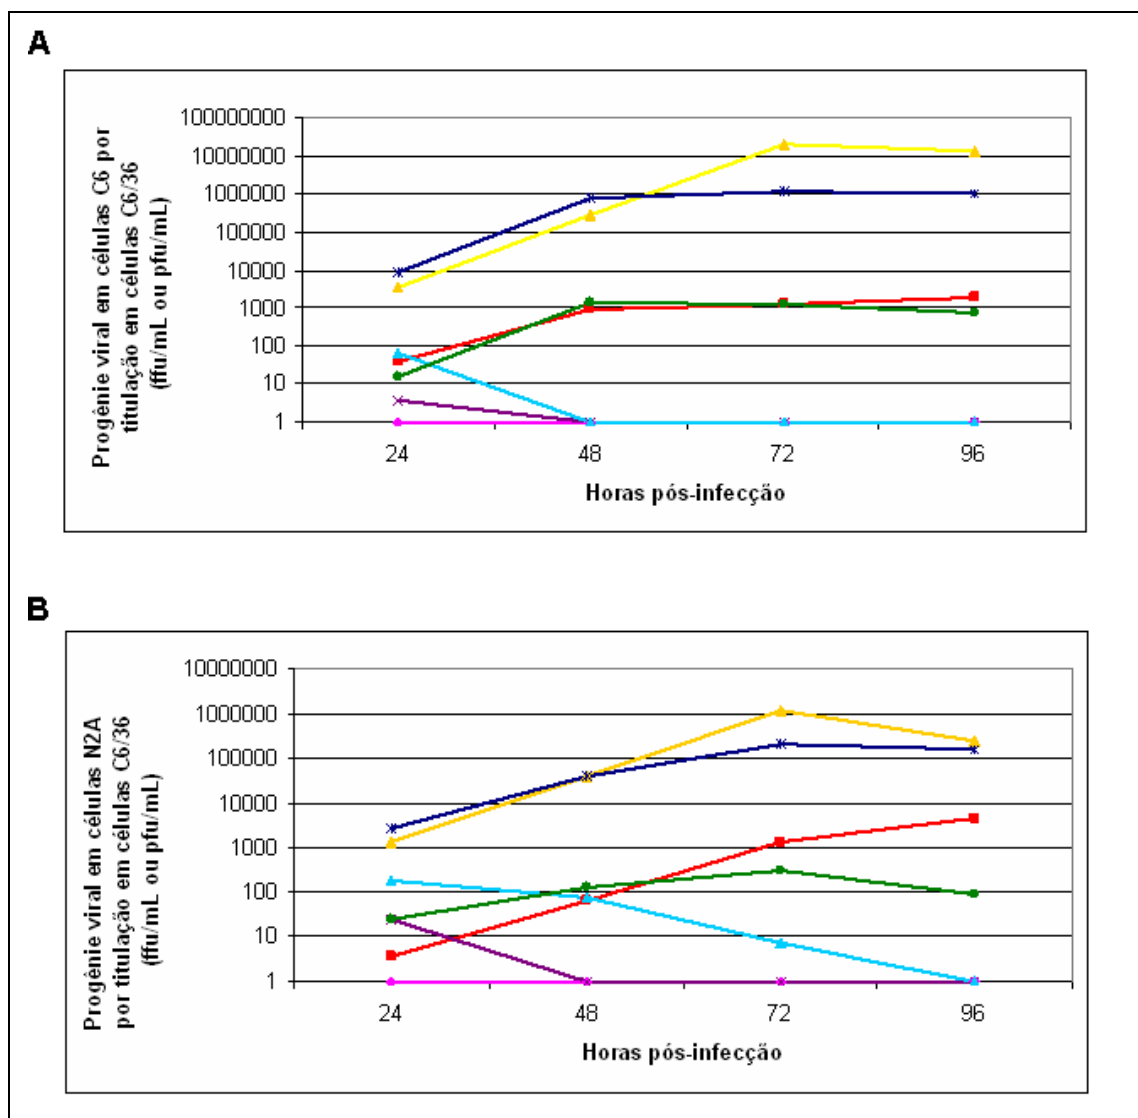 A
Progênie viral em células C6 por
titulação em células C6/36
(ffu/mL ou pfu/mL)
100000000
10000000
1000000
100000
10000
1000
100
10
1
24 48 72 96
Horas pós-infecção
B
Progênie viral em células N2A
por titulação em células C6/36
(ffu/mL ou pfu/mL)
10000000
1000000
100000
10000
1000
100
10
1
24 48 72 96
Horas pós-infecção